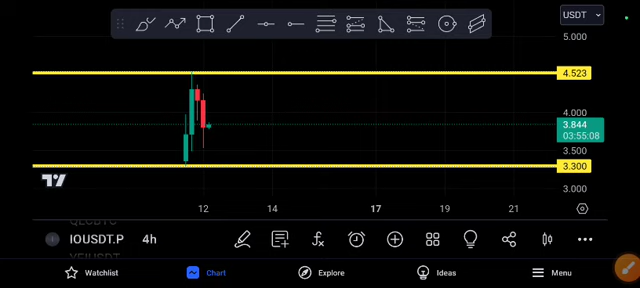 USDT
5.000
4.523
4.000
3.844
03:55:08
3.500
3.300
3.000
12 14 17 19 21
IOUSDT.P 4h
Watchlist Chart Explore Ideas Menu